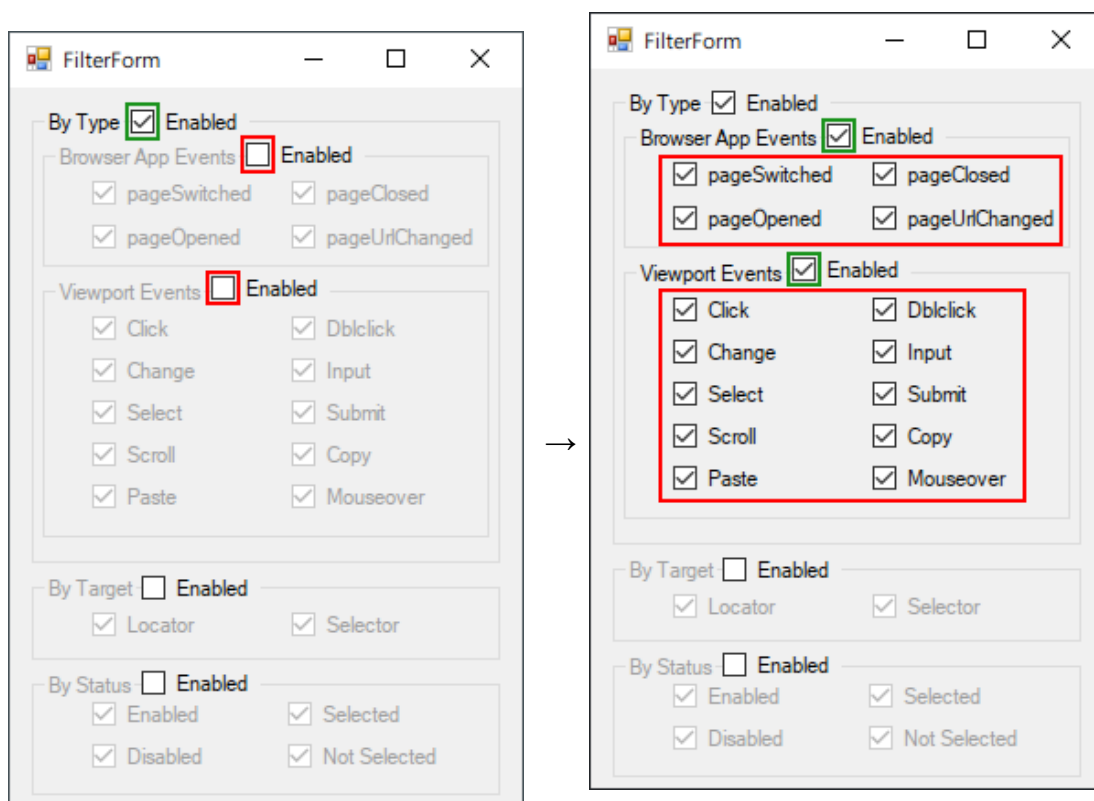 FilterForm
By Type Enabled
Browser App Events Enabled
pageSwitched pageClosed
pageOpened pageUrlChanged
Viewport Events Enabled
Click Dblclick
Change Input
Select Submit
Scroll Copy
Paste Mouseover
By Target Enabled
Locator Selector
By Status Enabled
Enabled Selected
Disabled Not Selected
→
FilterForm
By Type Enabled
Browser App Events Enabled
pageSwitched pageClosed
pageOpened pageUrlChanged
Viewport Events Enabled
Click Dblclick
Change Input
Select Submit
Scroll Copy
Paste Mouseover
By Target Enabled
Locator Selector
By Status Enabled
Enabled Selected
Disabled Not Selected